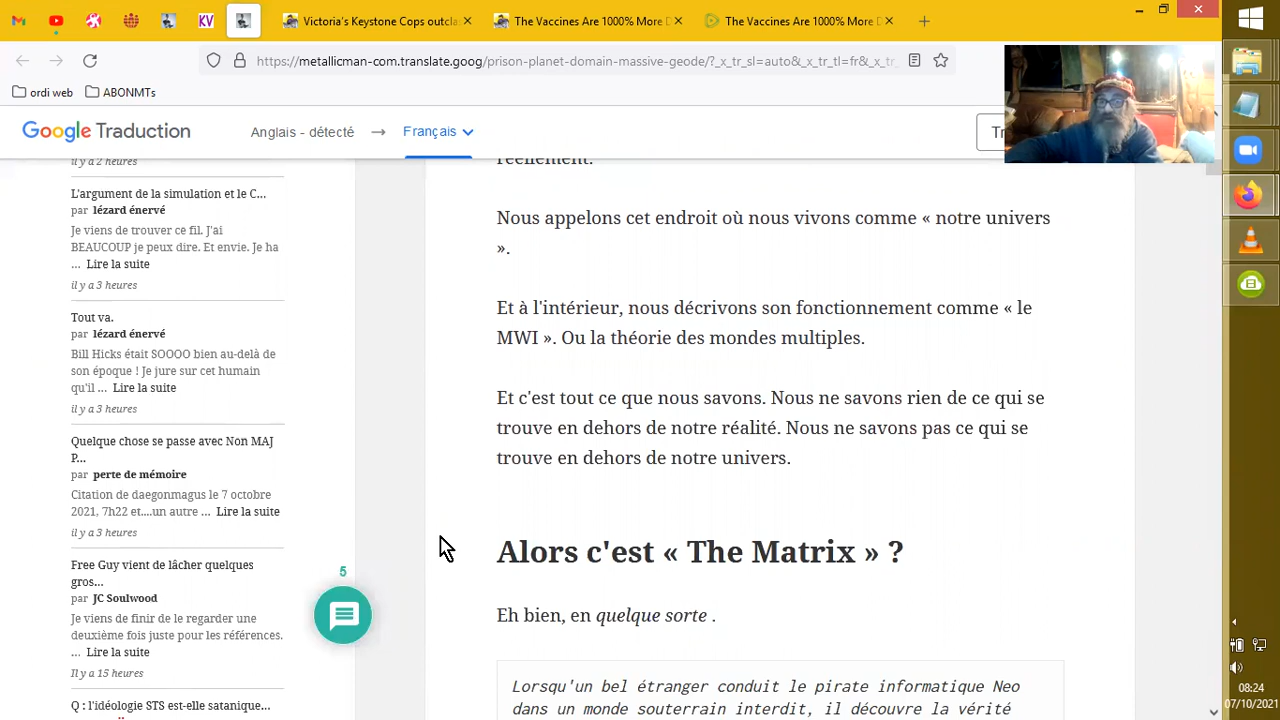 KV
Victoria's Keystone Cops outcla
The Vaccines Are 1000% More D
The Vaccines Are 1000% More D
https://metallicman-com.translate.goog/prison-planet-domain-massive-geode/?_x_tr_sl=auto&_x_tr_tl=fr&_x_
ordi web
ABONMTs
Google Traduction
Anglais - détecté
Français
Tr
il y a 2 heures
L'argument de la simulation et le C...
par lézard énervé
Je viens de trouver ce fil. J'ai
BEAUCOUP je peux dire. Et envie. Je ha
... Lire la suite
il y a 3 heures
Tout va.
par lézard énervé
Bill Hicks était SOOOO bien au-delà de
son époque ! Je jure sur cet humain
qu'il ... Lire la suite
il y a 3 heures
Quelque chose se passe avec Non MAJ
P...
par perte de mémoire
Citation de daegonmagus le 7 octobre
2021, 7h22 et....un autre ... Lire la suite
il y a 3 heures
Free Guy vient de lâcher quelques
gros...
par JC Soulwood
Je viens de finir de le regarder une
deuxième fois juste pour les références.
... Lire la suite
Il y a 15 heures
Q : l'idéologie STS est-elle satanique...
5
réellement.
Nous appelons cet endroit où nous vivons comme « notre univers
».
Et à l'intérieur, nous décrivons son fonctionnement comme « le
MWI ». Ou la théorie des mondes multiples.
Et c'est tout ce que nous savons. Nous ne savons rien de ce qui se
trouve en dehors de notre réalité. Nous ne savons pas ce qui se
trouve en dehors de notre univers.
Alors c'est « The Matrix » ?
Eh bien, en quelque sorte .
Lorsqu'un bel étranger conduit le pirate informatique Neo
dans un monde souterrain interdit, il découvre la vérité
08:24
07/10/2021